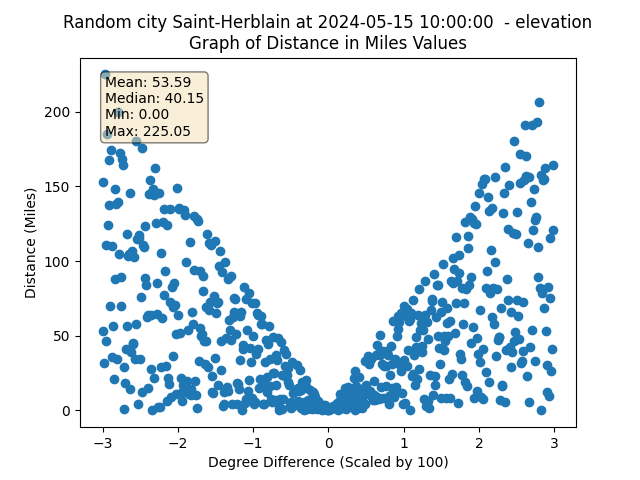 Random city Saint-Herblain at 2024-05-15 10:00:00 - elevation
Graph of Distance in Miles Values
Mean: 53.59
Median: 40.15
Min: 0.00
Max: 225.05
Distance (Miles)
200
150
100
50
0
−3
−2
−1
0
1
2
3
Degree Difference (Scaled by 100)